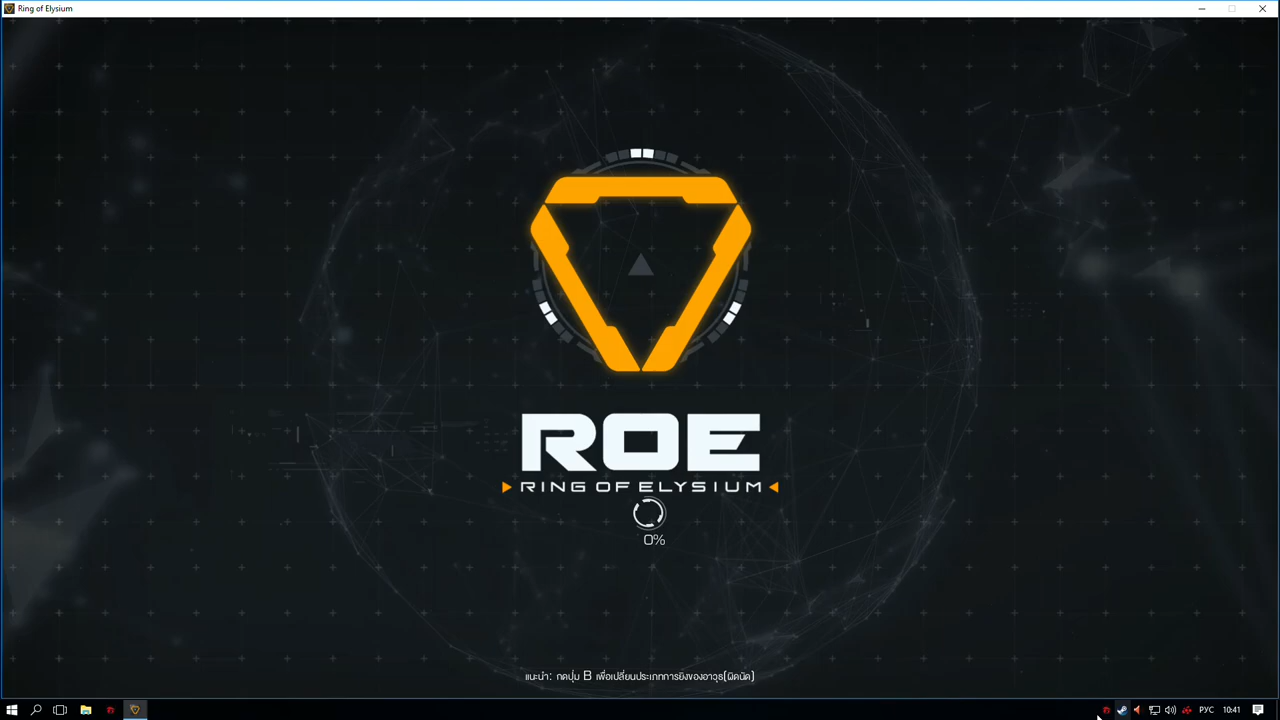 Ring of Elysium
ROE
RING OF ELYSIUM
0%
แนะนำ: กดปุ่ม B เพื่อเปลี่ยนประเภทการยิงของอาวุธ(ผิดนัด)
РУС
10:41